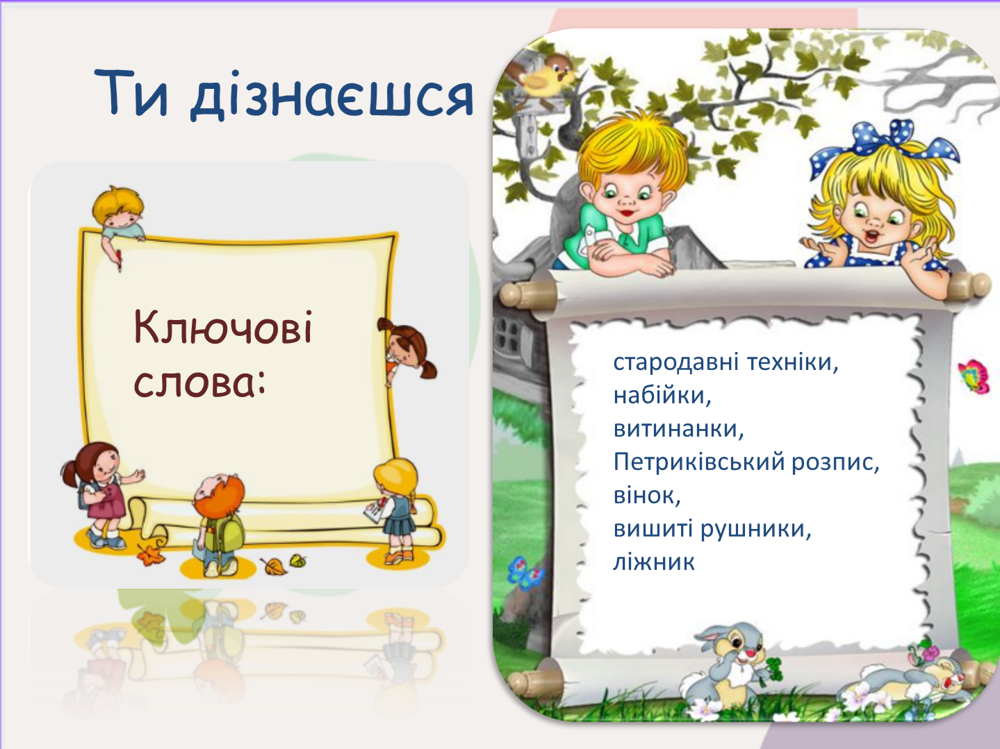 Ти дізнаєшся
Ключові
слова:
стародавні техніки,
набійки,
витинанки,
Петриківський розпис,
вінок,
вишиті рушники,
ліжник